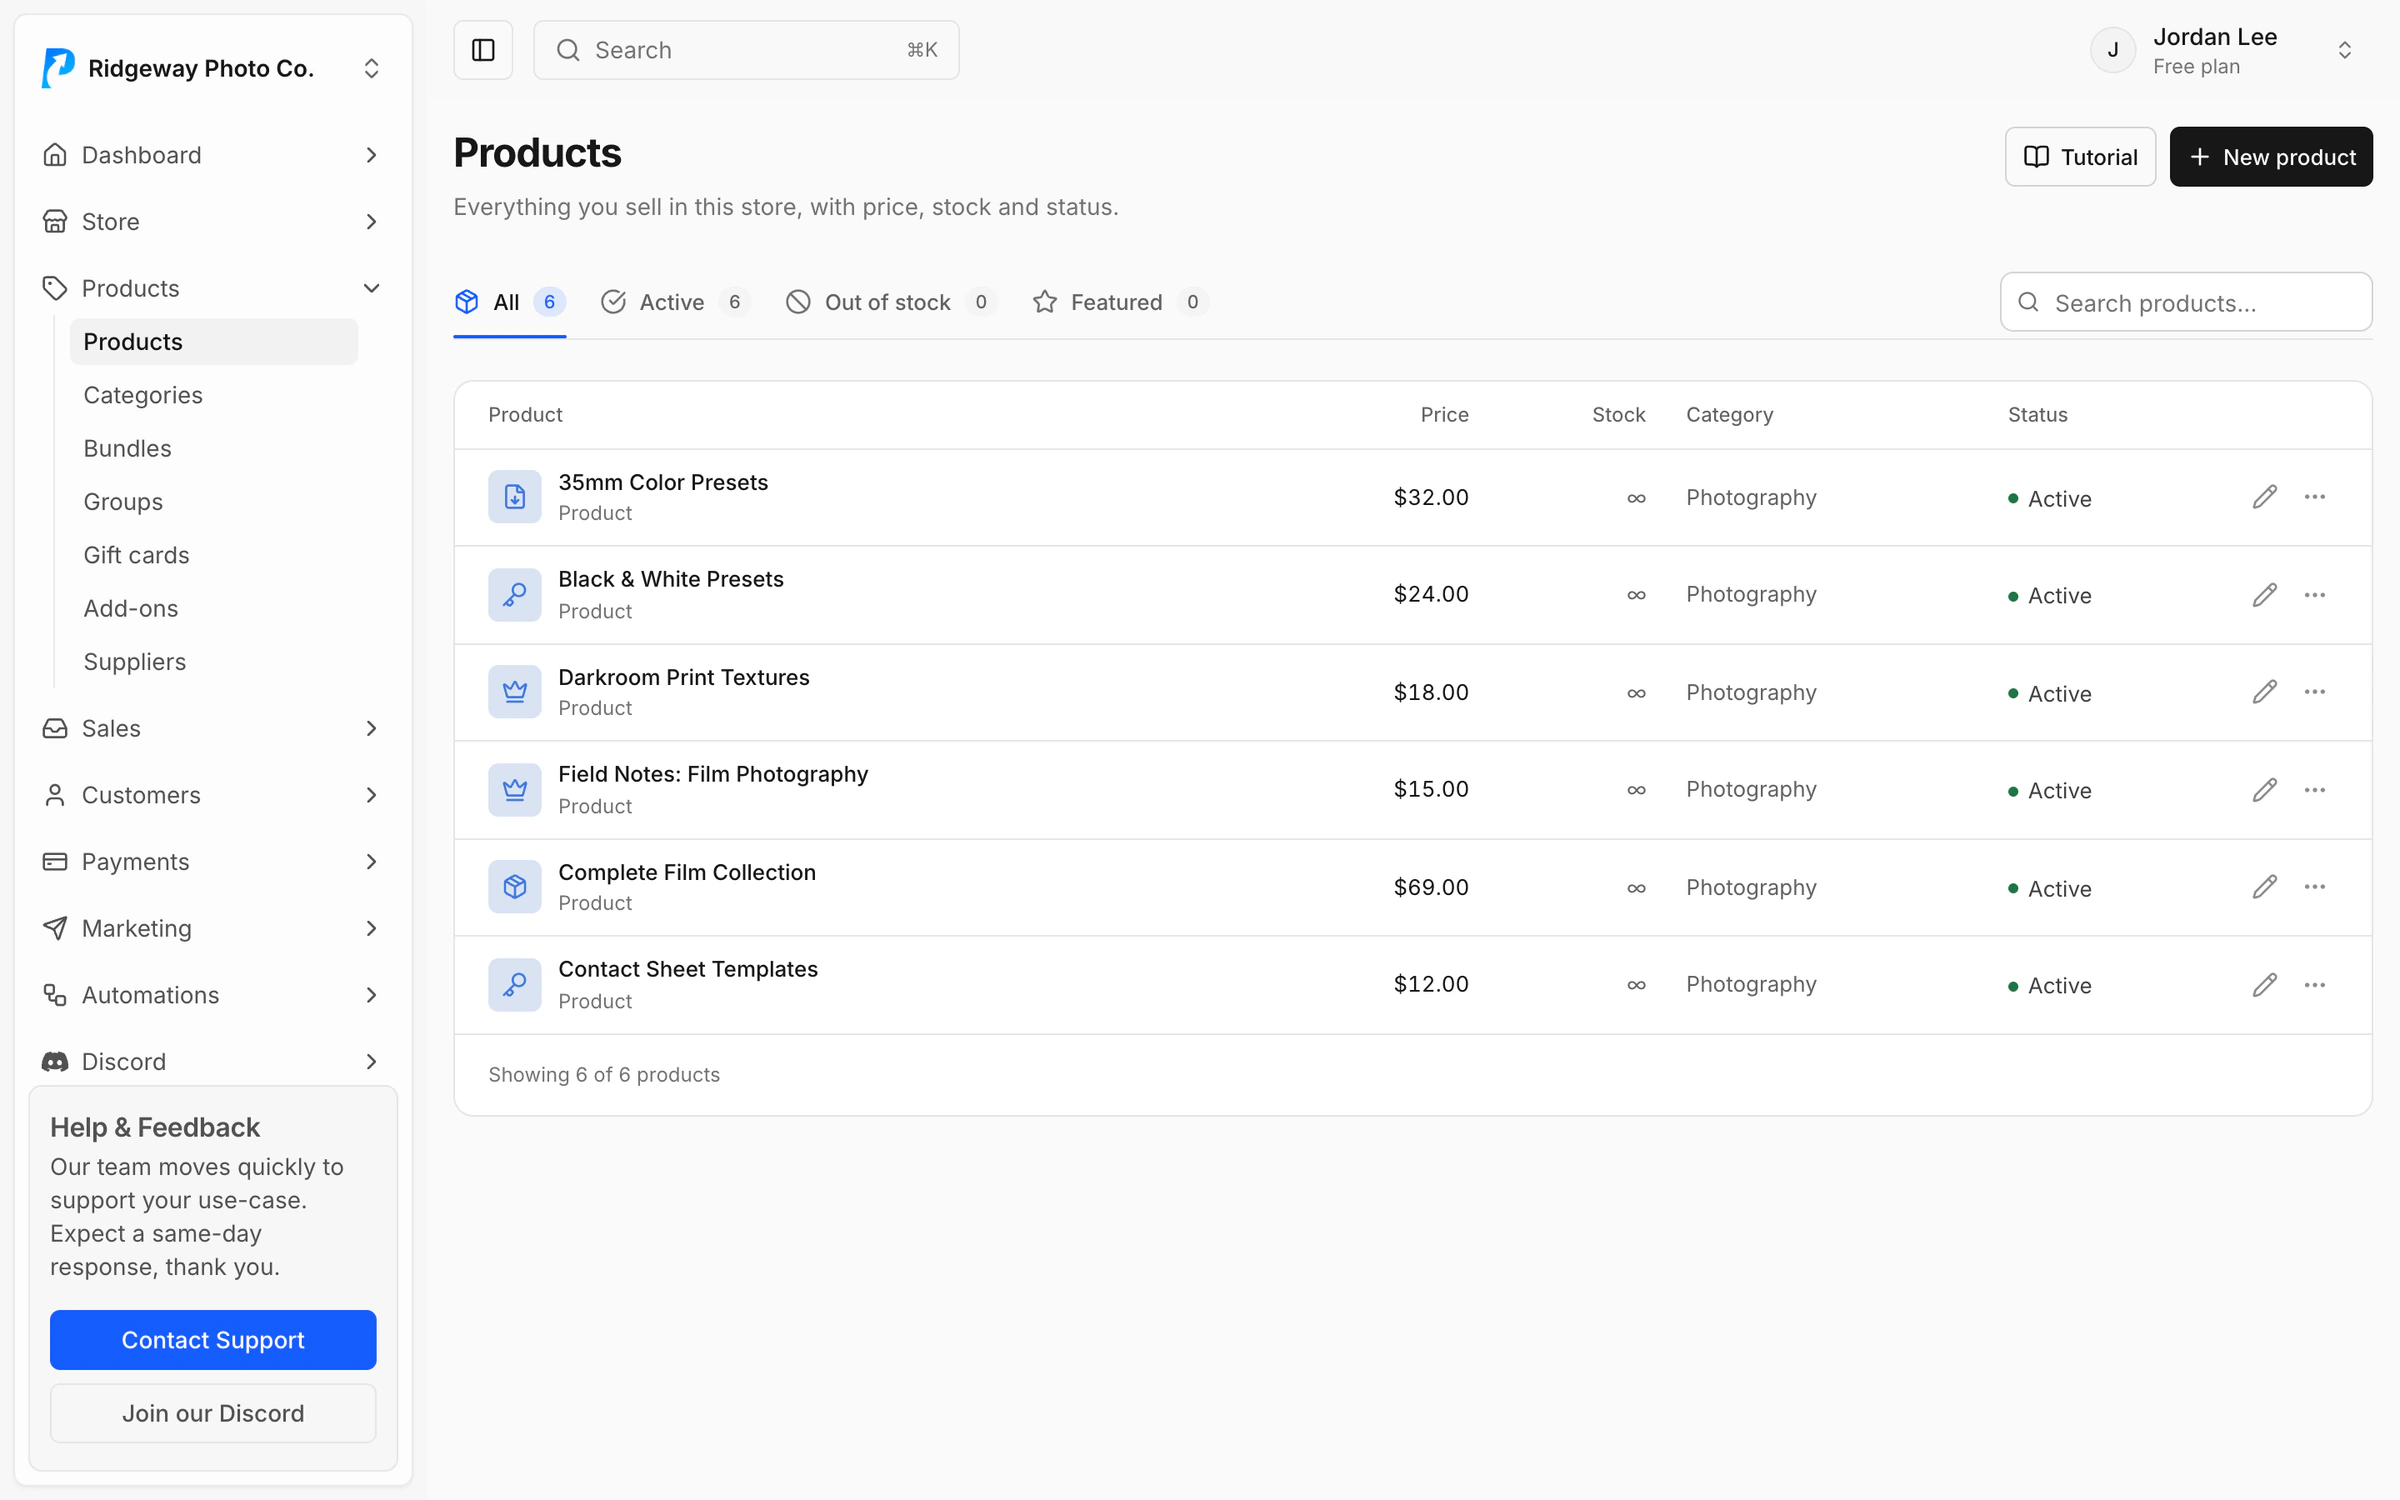 Ridgeway Photo Co.
Dashboard
Store
Products
Products
Categories
Bundles
Groups
Gift cards
Add-ons
Suppliers
Sales
Customers
Payments
Marketing
Automations
Discord
Help & Feedback
Our team moves quickly to
support your use-case.
Expect a same-day
response, thank you.
Contact Support
Join our Discord
Search ⌘K
J
Jordan Lee
Free plan
Products
Everything you sell in this store, with price, stock and status.
Tutorial
New product
All 6
Active 6
Out of stock 0
Featured 0
Search products...
Product Price Stock Category Status
35mm Color Presets
Product
$32.00 ∞ Photography Active
Black & White Presets
Product
$24.00 ∞ Photography Active
Darkroom Print Textures
Product
$18.00 ∞ Photography Active
Field Notes: Film Photography
Product
$15.00 ∞ Photography Active
Complete Film Collection
Product
$69.00 ∞ Photography Active
Contact Sheet Templates
Product
$12.00 ∞ Photography Active
Showing 6 of 6 products